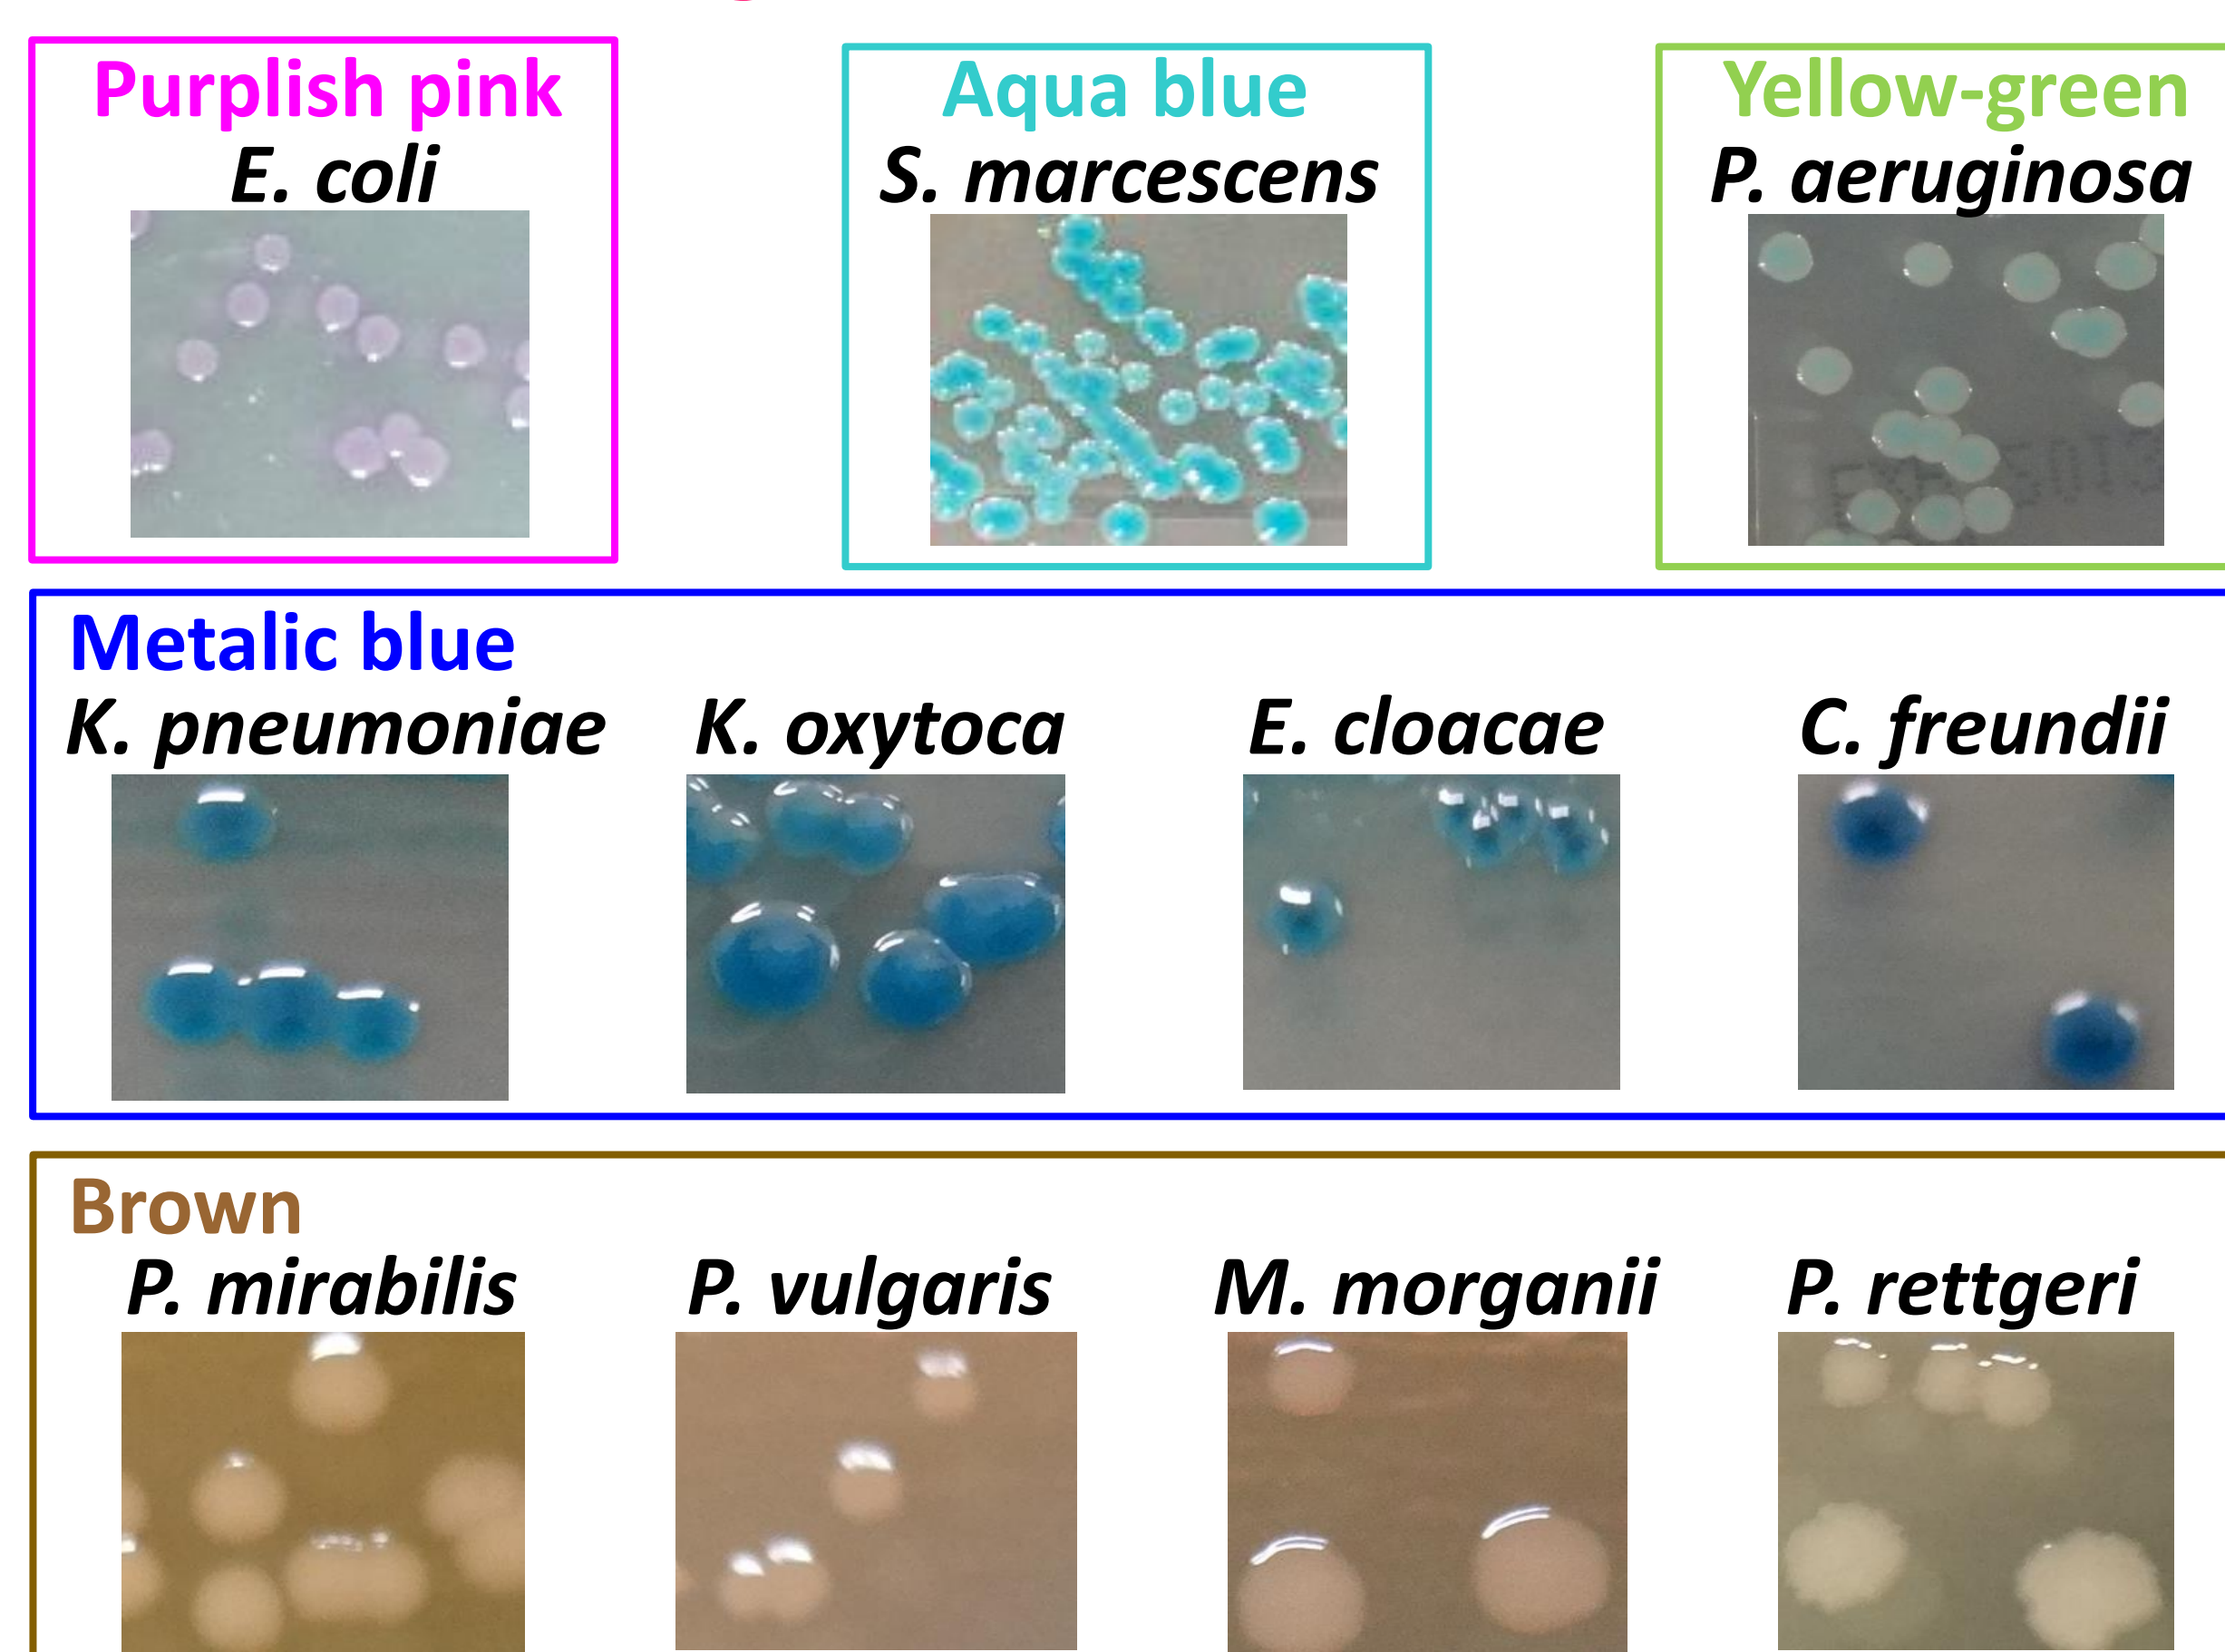 Purplish pink
E. coli
Aqua blue
S. marcescens
Yellow-green
P. aeruginosa
Metalic blue
K. pneumoniae
K. oxytoca
E. cloacae
C. freundii
Brown
P. mirabilis
P. vulgaris
M. morganii
P. rettgeri